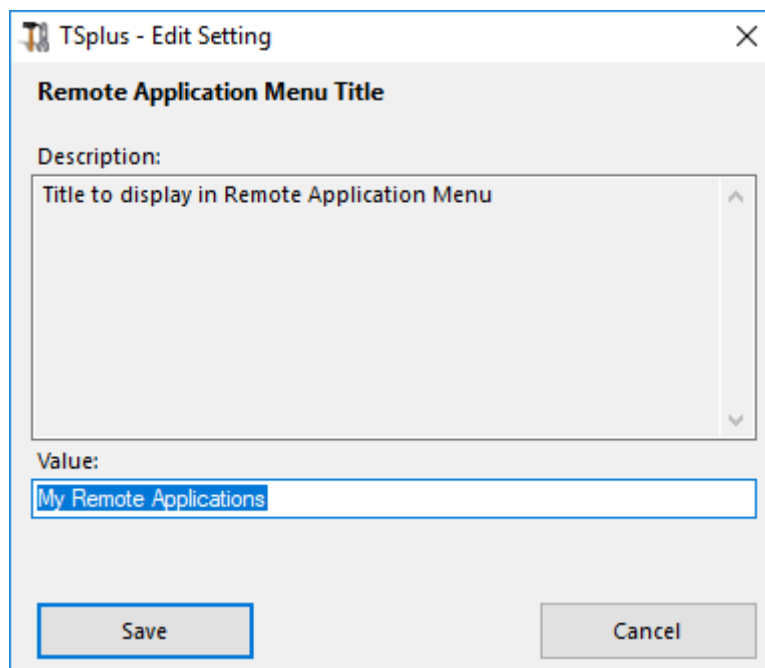 TSplus - Edit Setting
Remote Application Menu Title
Description:
Title to display in Remote Application Menu
Value:
My Remote Applications
Save
Cancel